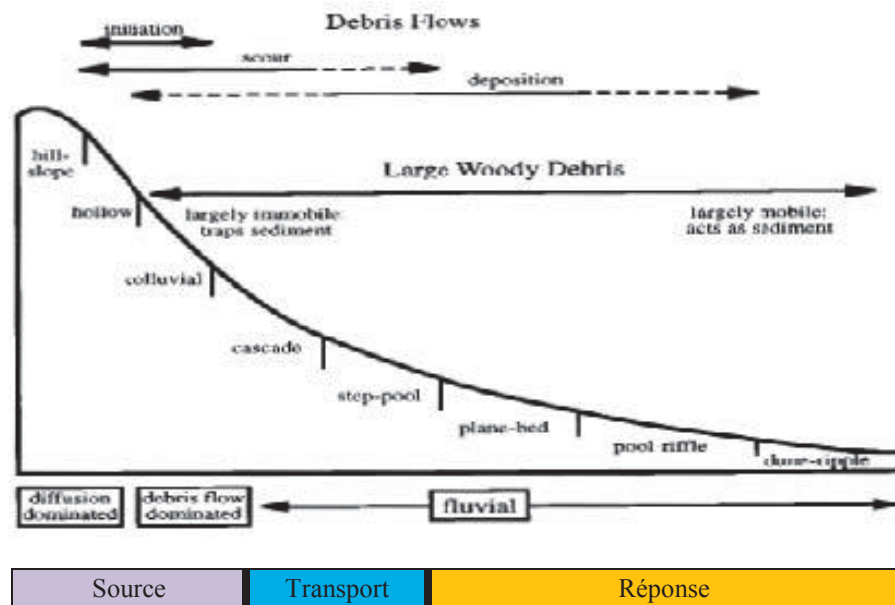 Debris Flows
initiation
scour
deposition
hill-
slope
Large Woody Debris
hollow
largely immobile:
traps sediment
largely mobile:
acts as sediment
colluvial
cascade
step-pool
plane-bed
pool riffle
dune-ripple
diffusion
dominated
debris flow
dominated
fluvial
Source
Transport
Réponse